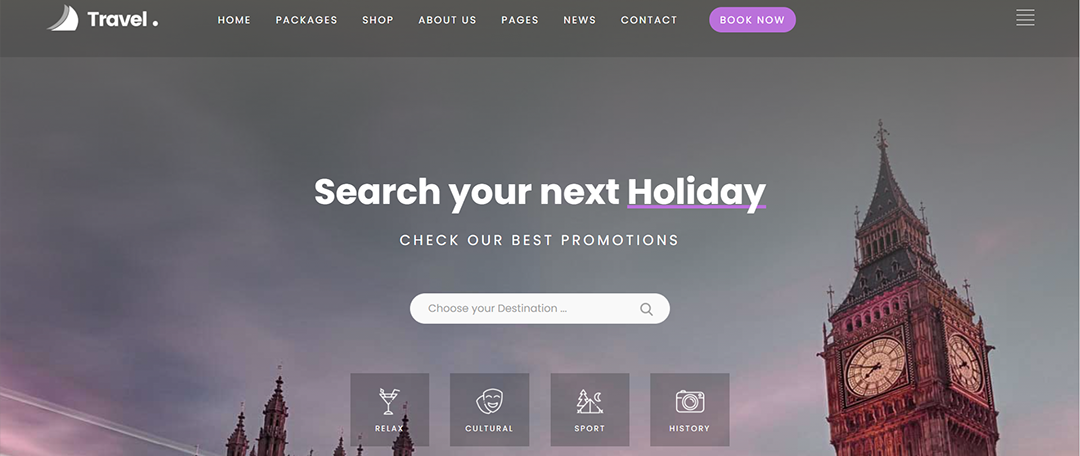 Travel .
HOME PACKAGES SHOP ABOUT US PAGES NEWS CONTACT BOOK NOW
Search your next Holiday
CHECK OUR BEST PROMOTIONS
Choose your Destination ...
RELAX CULTURAL SPORT HISTORY